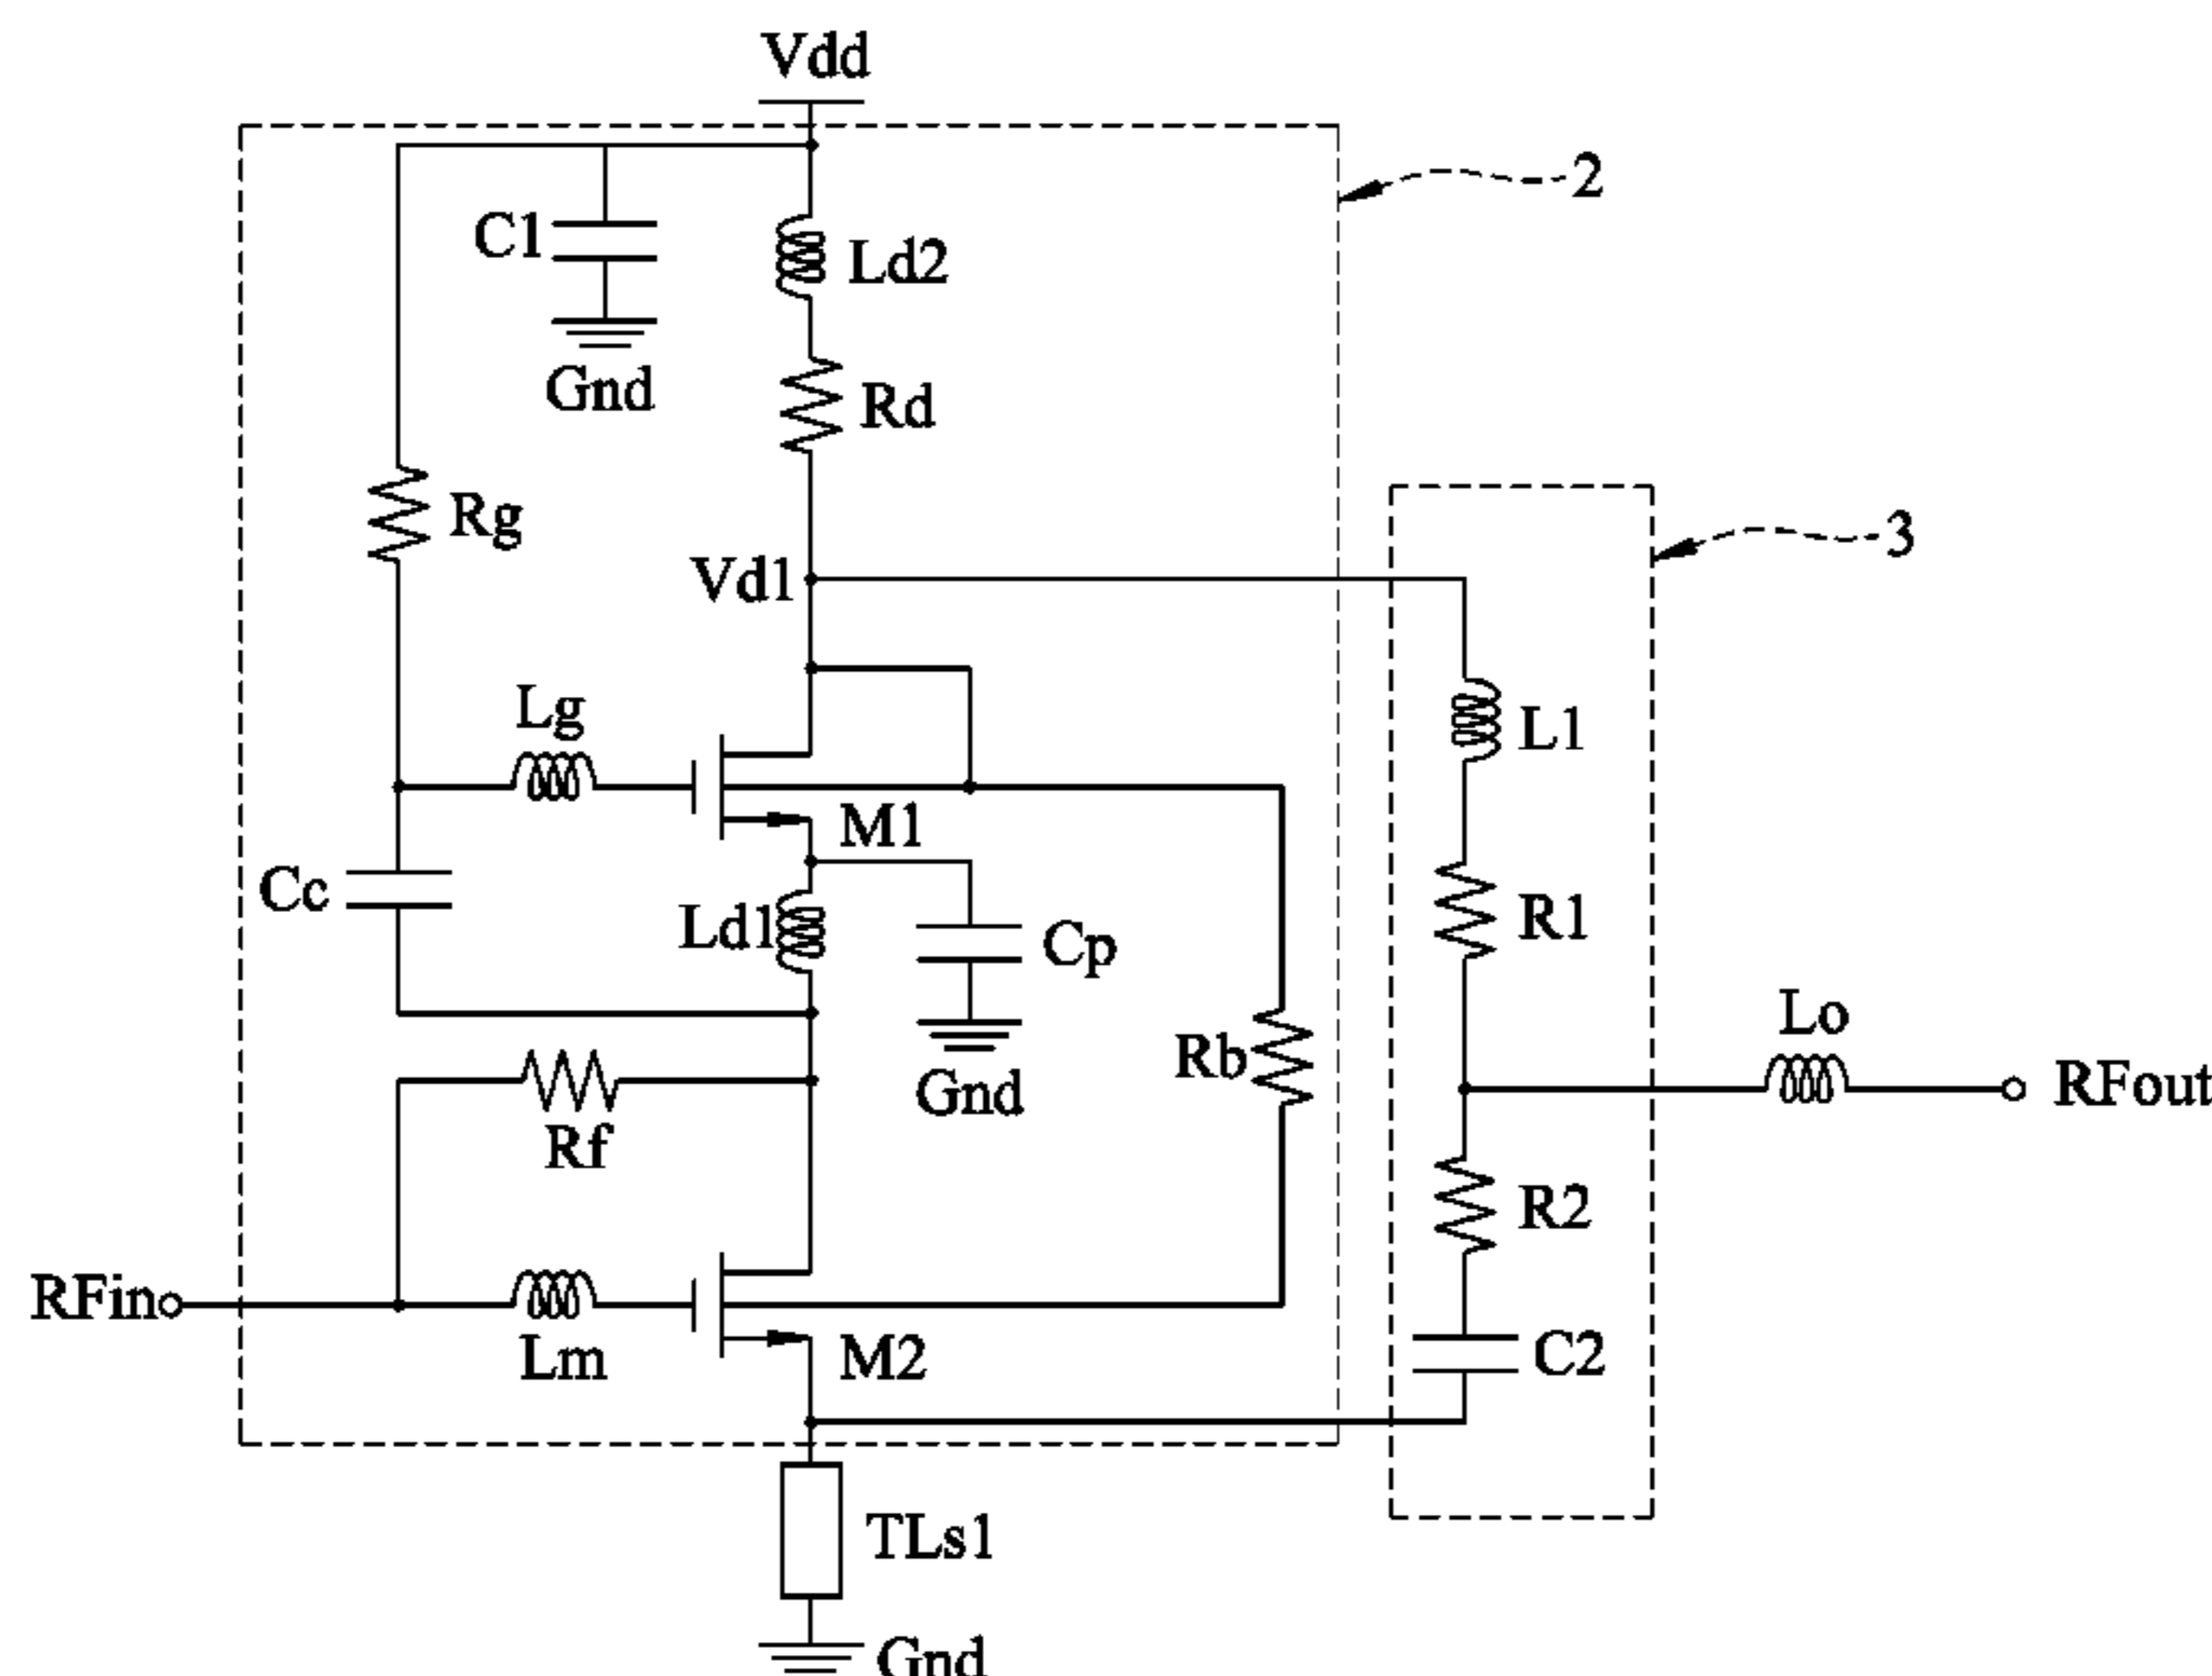 Vdd
2
C1
Ld2
Gnd
Rd
Rg
3
Vd1
Lg
L1
M1
Cc
Ld1
Cp
R1
Lo
Rb
Gnd
RFout
Rf
R2
RFin
Lm
M2
C2
TLs1
Gnd